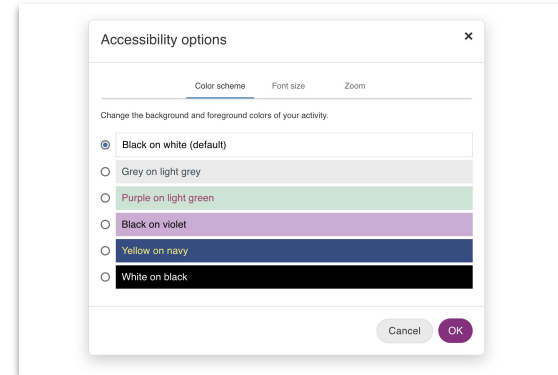 Accessibility options
×
Color scheme Font size Zoom
Change the background and foreground colors of your activity.
Black on white (default)
Grey on light grey
Purple on light green
Black on violet
Yellow on navy
White on black
Cancel OK